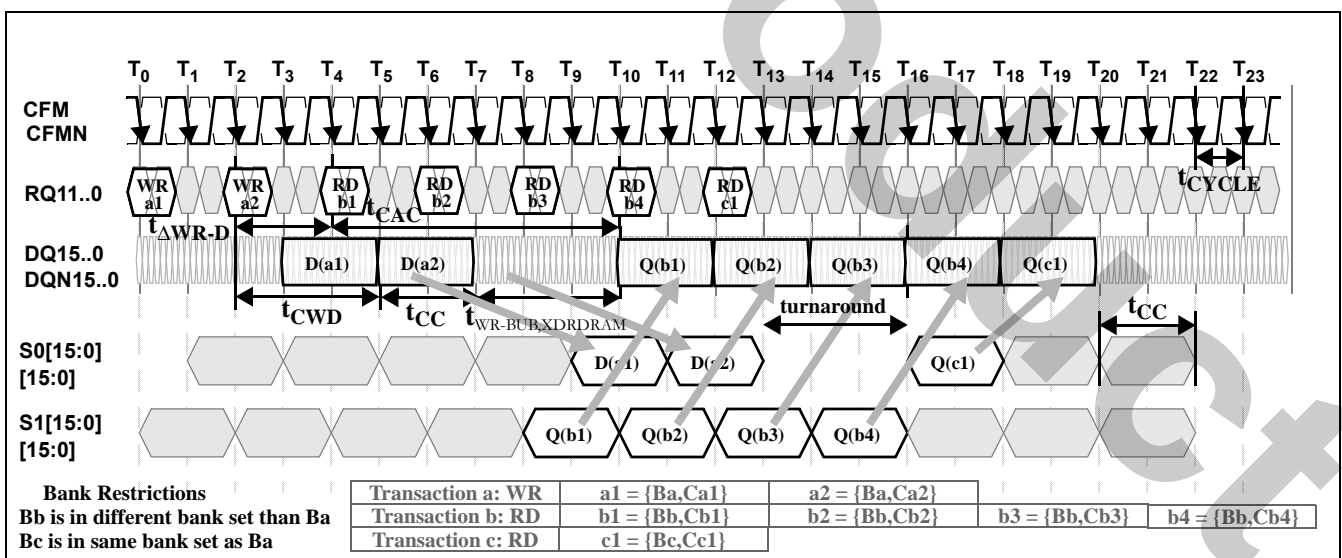 T0 T1 T2 T3 T4 T5 T6 T7 T8 T9 T10 T11 T12 T13 T14 T15 T16 T17 T18 T19 T20 T21 T22 T23
CFM
CFMN
RQ11..0
WR a1
WR a2
RD b1
RD b2
RD b3
RD b4
RD c1
tCYCLE
tΔWR-D
tCAC
DQ15..0
DQN15..0
D(a1) D(a2) Q(b1) Q(b2) Q(b3) Q(b4) Q(c1)
tCWD
tCC
tWR-BUB,XDRDRAM
turnaround
tCC
S0[15:0]
[15:0]
D(a1) D(a2) Q(c1)
S1[15:0]
[15:0]
Q(b1) Q(b2) Q(b3) Q(b4)
Bank Restrictions
Bb is in different bank set than Ba
Bc is in same bank set as Ba
Transaction a: WR a1 = {Ba,Ca1} a2 = {Ba,Ca2}
Transaction b: RD b1 = {Bb,Cb1} b2 = {Bb,Cb2} b3 = {Bb,Cb3} b4 = {Bb,Cb4}
Transaction c: RD c1 = {Bc,Cc1}
oduct